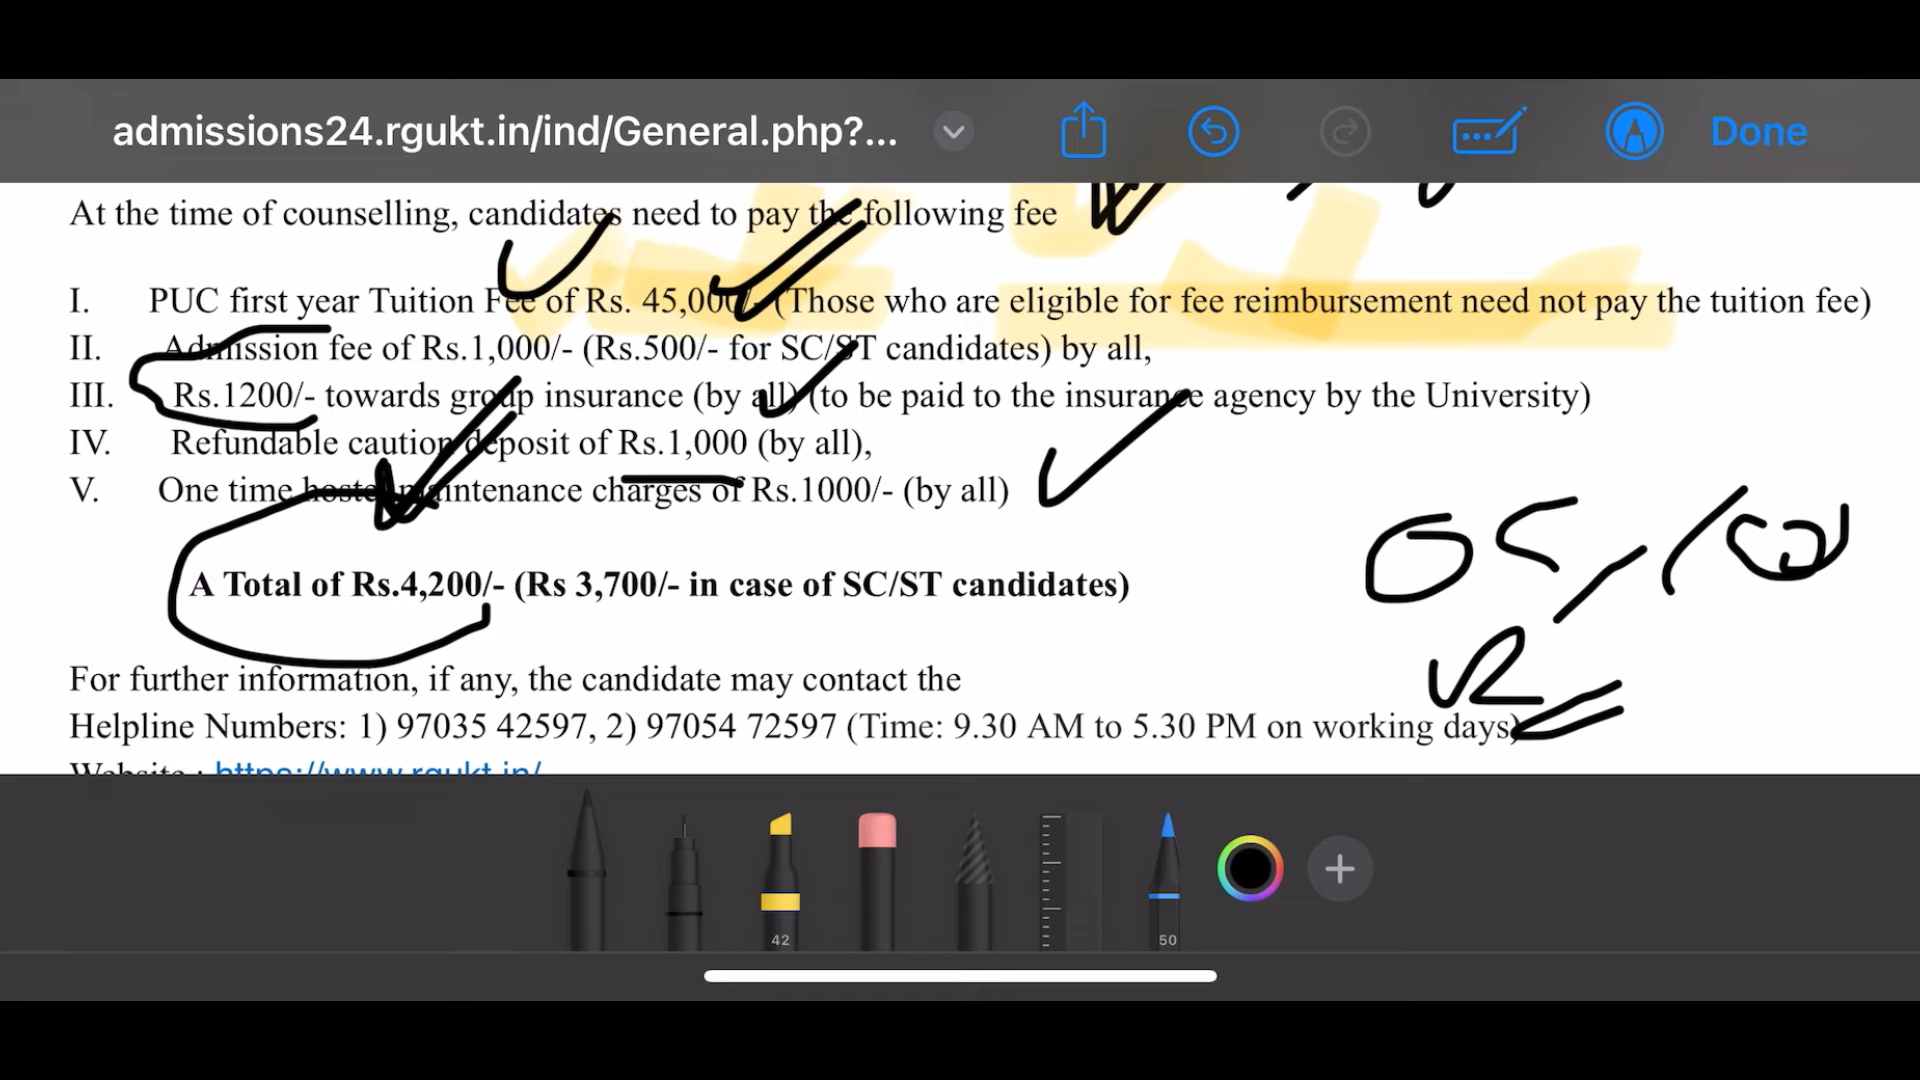 admissions24.rgukt.in/ind/General.php?...
Done
At the time of counselling, candidates need to pay the following fee
I. PUC first year Tuition Fee of Rs. 45,000/- (Those who are eligible for fee reimbursement need not pay the tuition fee)
II. Admission fee of Rs.1,000/- (Rs.500/- for SC/ST candidates) by all,
III. Rs.1200/- towards group insurance (by all) (to be paid to the insurance agency by the University)
IV. Refundable caution deposit of Rs.1,000 (by all),
V. One time hostel maintenance charges of Rs.1000/- (by all)
A Total of Rs.4,200/- (Rs 3,700/- in case of SC/ST candidates)
For further information, if any, the candidate may contact the
Helpline Numbers: 1) 97035 42597, 2) 97054 72597 (Time: 9.30 AM to 5.30 PM on working days)
Website : https://www.rgukt.in/
42
50